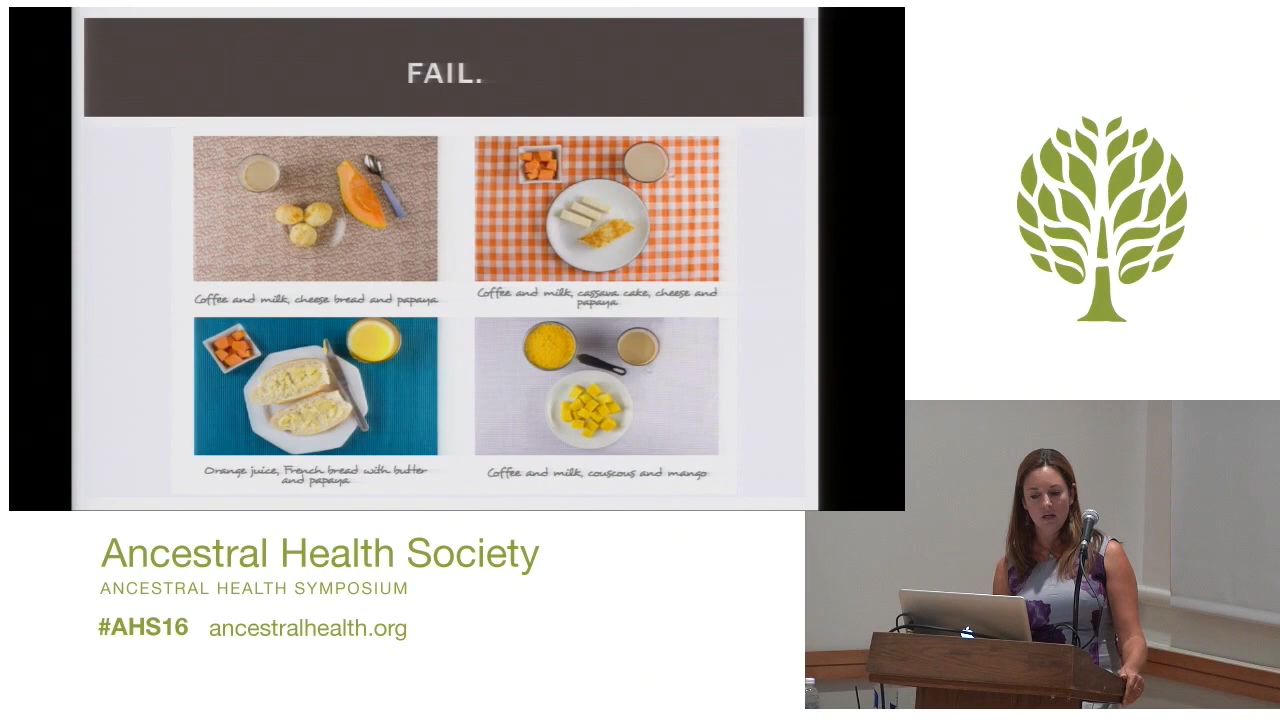 FAIL.
Coffee and milk, cheese bread and papaya
Coffee and milk, cassava cake, cheese and
papaya
Orange juice, French bread with butter
and papaya
Coffee and milk, couscous and mango
Ancestral Health Society
ANCESTRAL HEALTH SYMPOSIUM
#AHS16 ancestralhealth.org